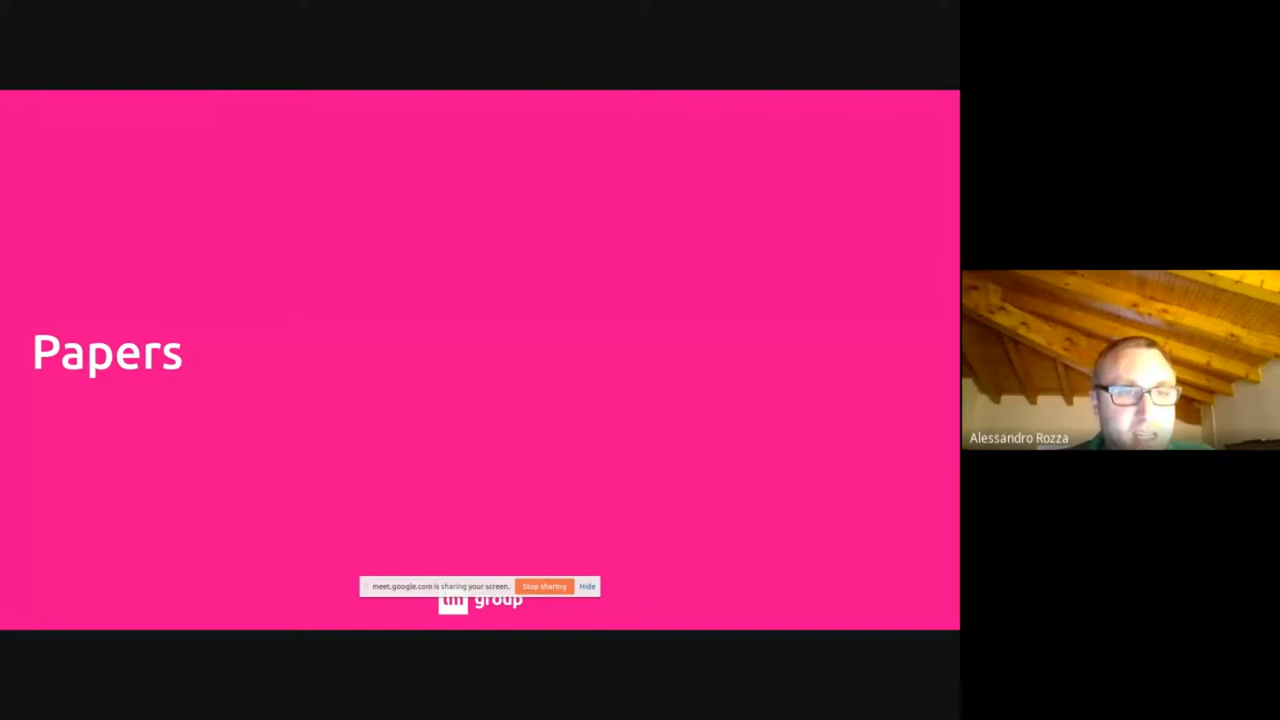 Papers
Alessandro Rozza
meet.google.com is sharing your screen. Stop sharing Hide
group